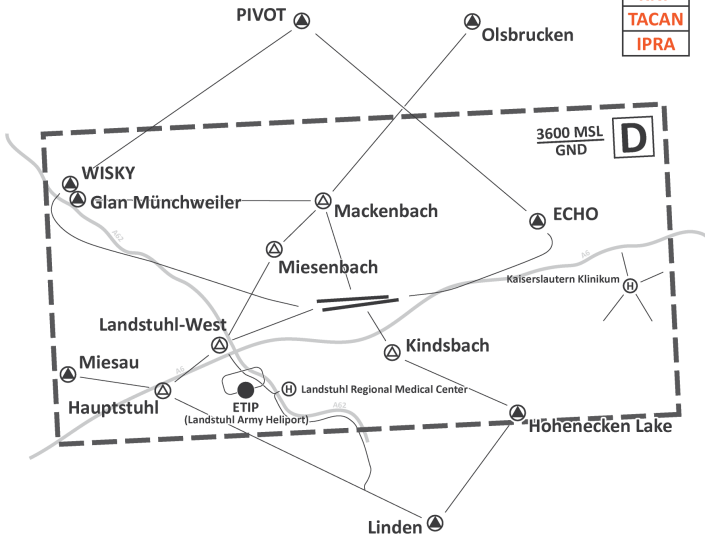 PIVOT
Olsbrucken
TACAN
IPRA
3600 MSL
GND
D
WISKY
Glan Münchweiler
Mackenbach
ECHO
A62
A6
Miesenbach
Kaiserslautern Klinikum
H
Landstuhl-West
Kindsbach
Miesau
A6
Hauptstuhl
H
Landstuhl Regional Medical Center
ETIP
(Landstuhl Army Heliport)
A62
Hohenecken Lake
Linden